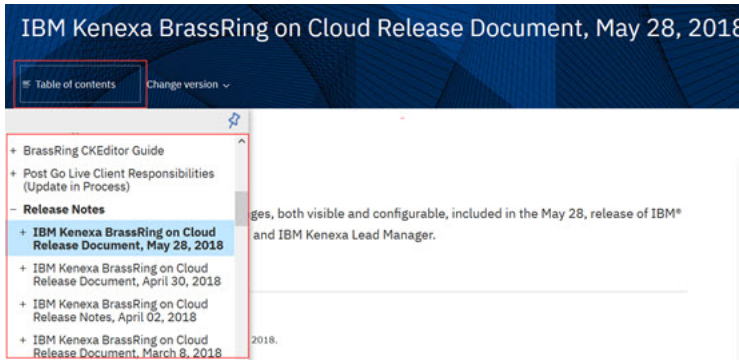 IBM Kenexa BrassRing on Cloud Release Document, May 28, 2018
Table of contents
Change version
+ BrassRing CKEditor Guide
+ Post Go Live Client Responsibilities
(Update in Process)
− Release Notes
+ IBM Kenexa BrassRing on Cloud
Release Document, May 28, 2018
+ IBM Kenexa BrassRing on Cloud
Release Document, April 30, 2018
+ IBM Kenexa BrassRing on Cloud
Release Notes, April 02, 2018
+ IBM Kenexa BrassRing on Cloud
Release Document, March 8, 2018
ges, both visible and configurable, included in the May 28, release of IBM®
and IBM Kenexa Lead Manager.
2018.